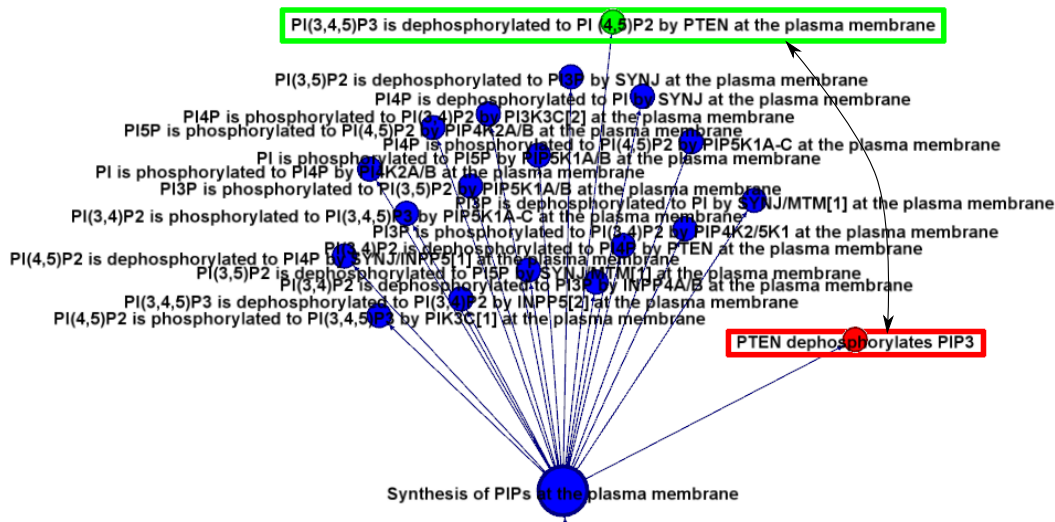 PI(3,4,5)P3 is dephosphorylated to PI (4,5)P2 by PTEN at the plasma membrane
PI(3,5)P2 is dephosphorylated to PI3P by SYNJ at the plasma membrane
PI4P is dephosphorylated to PI by SYNJ at the plasma membrane
PI4P is phosphorylated to PI(3,4)P2 by PI3K3C[2] at the plasma membrane
PI5P is phosphorylated to PI(4,5)P2 by PIP4K2A/B at the plasma membrane
PI4P is phosphorylated to PI(4,5)P2 by PIP5K1A-C at the plasma membrane
PI is phosphorylated to PI5P by PIP5K1A/B at the plasma membrane
PI is phosphorylated to PI4P by PI4K2A/B at the plasma membrane
PI3P is phosphorylated to PI(3,5)P2 by PIP5K1A/B at the plasma membrane
PI3P is dephosphorylated to PI by SYNJ/MTM[1] at the plasma membrane
PI(3,4)P2 is phosphorylated to PI(3,4,5)P3 by PIP5K1A-C at the plasma membrane
PI3P is phosphorylated to PI(3,4)P2 by PIP4K2/5K1 at the plasma membrane
PI(3,4)P2 is dephosphorylated to PI4P by PTEN at the plasma membrane
PI(4,5)P2 is dephosphorylated to PI4P by SYNJ/INPP5[1] at the plasma membrane
PI(3,5)P2 is dephosphorylated to PI5P by SYNJ/MTM[1] at the plasma membrane
PI(3,4)P2 is dephosphorylated to PI3P by INPP4A/B at the plasma membrane
PI(3,4,5)P3 is dephosphorylated to PI(3,4)P2 by INPP5[2] at the plasma membrane
PI(4,5)P2 is phosphorylated to PI(3,4,5)P3 by PIK3C[1] at the plasma membrane
PTEN dephosphorylates PIP3
Synthesis of PIPs at the plasma membrane